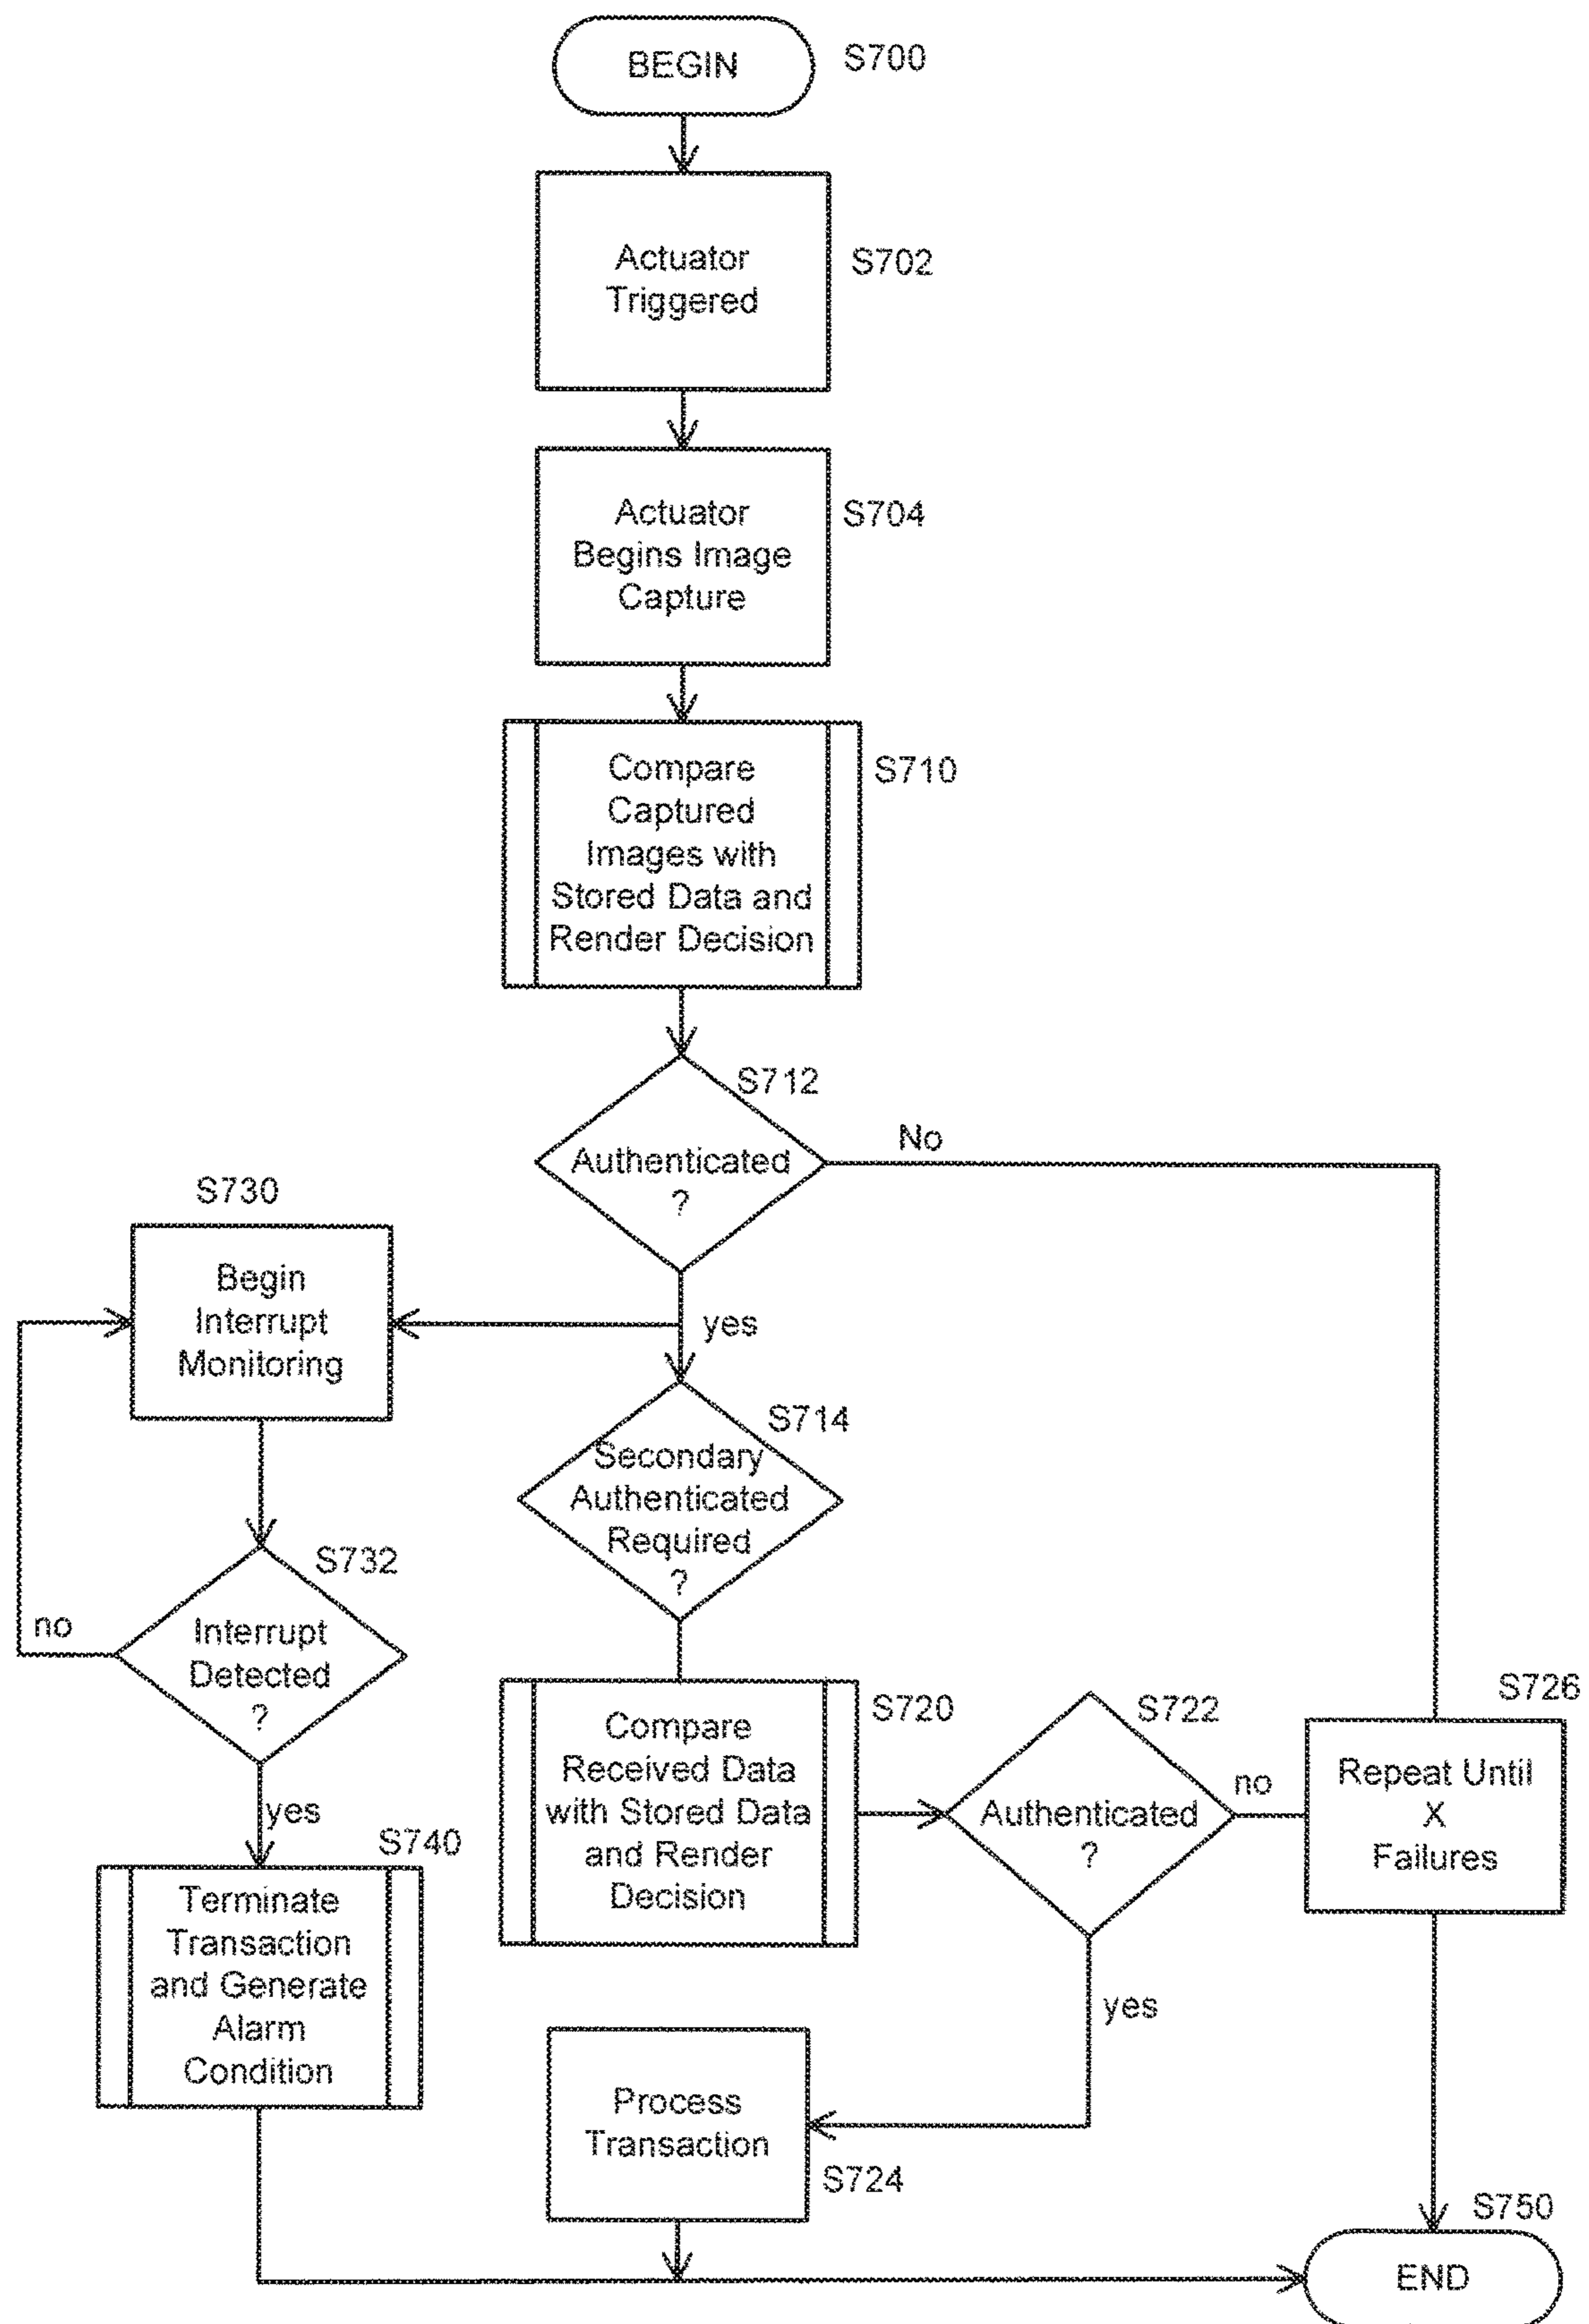 BEGIN
S700
Actuator
Triggered
S702
Actuator
Begins Image
Capture
S704
Compare
Captured
Images with
Stored Data and
Render Decision
S710
S712
Authenticated
?
No
yes
S730
Begin
Interrupt
Monitoring
S714
Secondary
Authenticated
Required
?
S732
Interrupt
Detected
?
no
yes
S720
Compare
Received Data
with Stored Data
and Render
Decision
S722
Authenticated
?
no
yes
S726
Repeat Until
X
Failures
S740
Terminate
Transaction
and Generate
Alarm
Condition
Process
Transaction
S724
S750
END